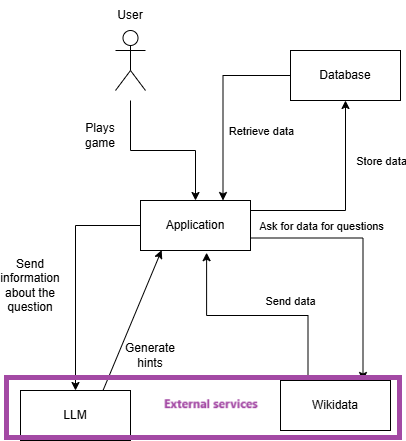 User
Database
Plays
game
Retrieve data
Store data
Application
Ask for data for questions
Send
information
about the
question
Send data
Generate
hints
External services
LLM
Wikidata